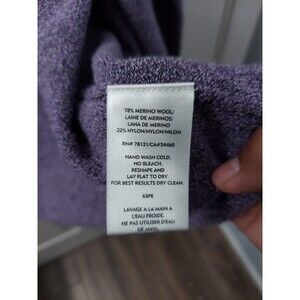 78% MERINO WOOL/
LAINE DE MERINOS/
LANA DE MERINO
22% NYLON/NYLON/NILON
RN# 78121/CA#34460
HAND WASH COLD.
NO BLEACH.
RESHAPE AND
LAY FLAT TO DRY
FOR BEST RESULTS DRY CLEAN.
63PE
LAVAGE A LA MAIN A
L'EAU FROIDE.
NE PAS UTILISER D'EAU
DE JAVEL.